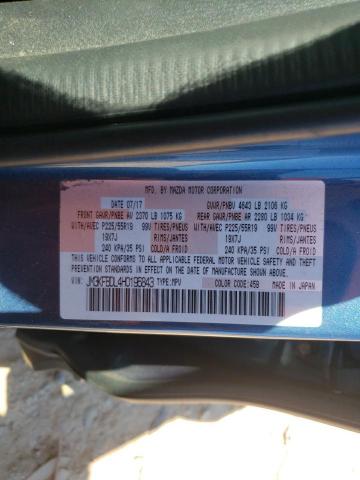 MFD. BY MAZDA MOTOR CORPORATION
DATE 07/17 GVWR/PNBV 4643 LB 2106 KG
FRONT GAWR/PNBE AV 2370 LB 1075 KG REAR GAWR/PNBE AR 2280 LB 1034 KG
WITH/AVEC P225/55R19 99V TIRES/PNEUS WITH/AVEC P225/55R19 99V TIRES/PNEUS
19X7J RIMS/JANTES 19X7J RIMS/JANTES
240 KPA/35 PSI COLD/A FROID 240 KPA/35 PSI COLD/A FROID
THIS VEHICLE CONFORMS TO ALL APPLICABLE FEDERAL MOTOR VEHICLE SAFETY
BUMPER, AND THEFT PREVENTION STANDARDS IN EFFECT ON THE DATE OF
MANUFACTURE SHOWN ABOVE.
VIN: JM3KFBDL4H0196843 TYPE:MPV COLOR CODE:45B MADE IN JAPAN